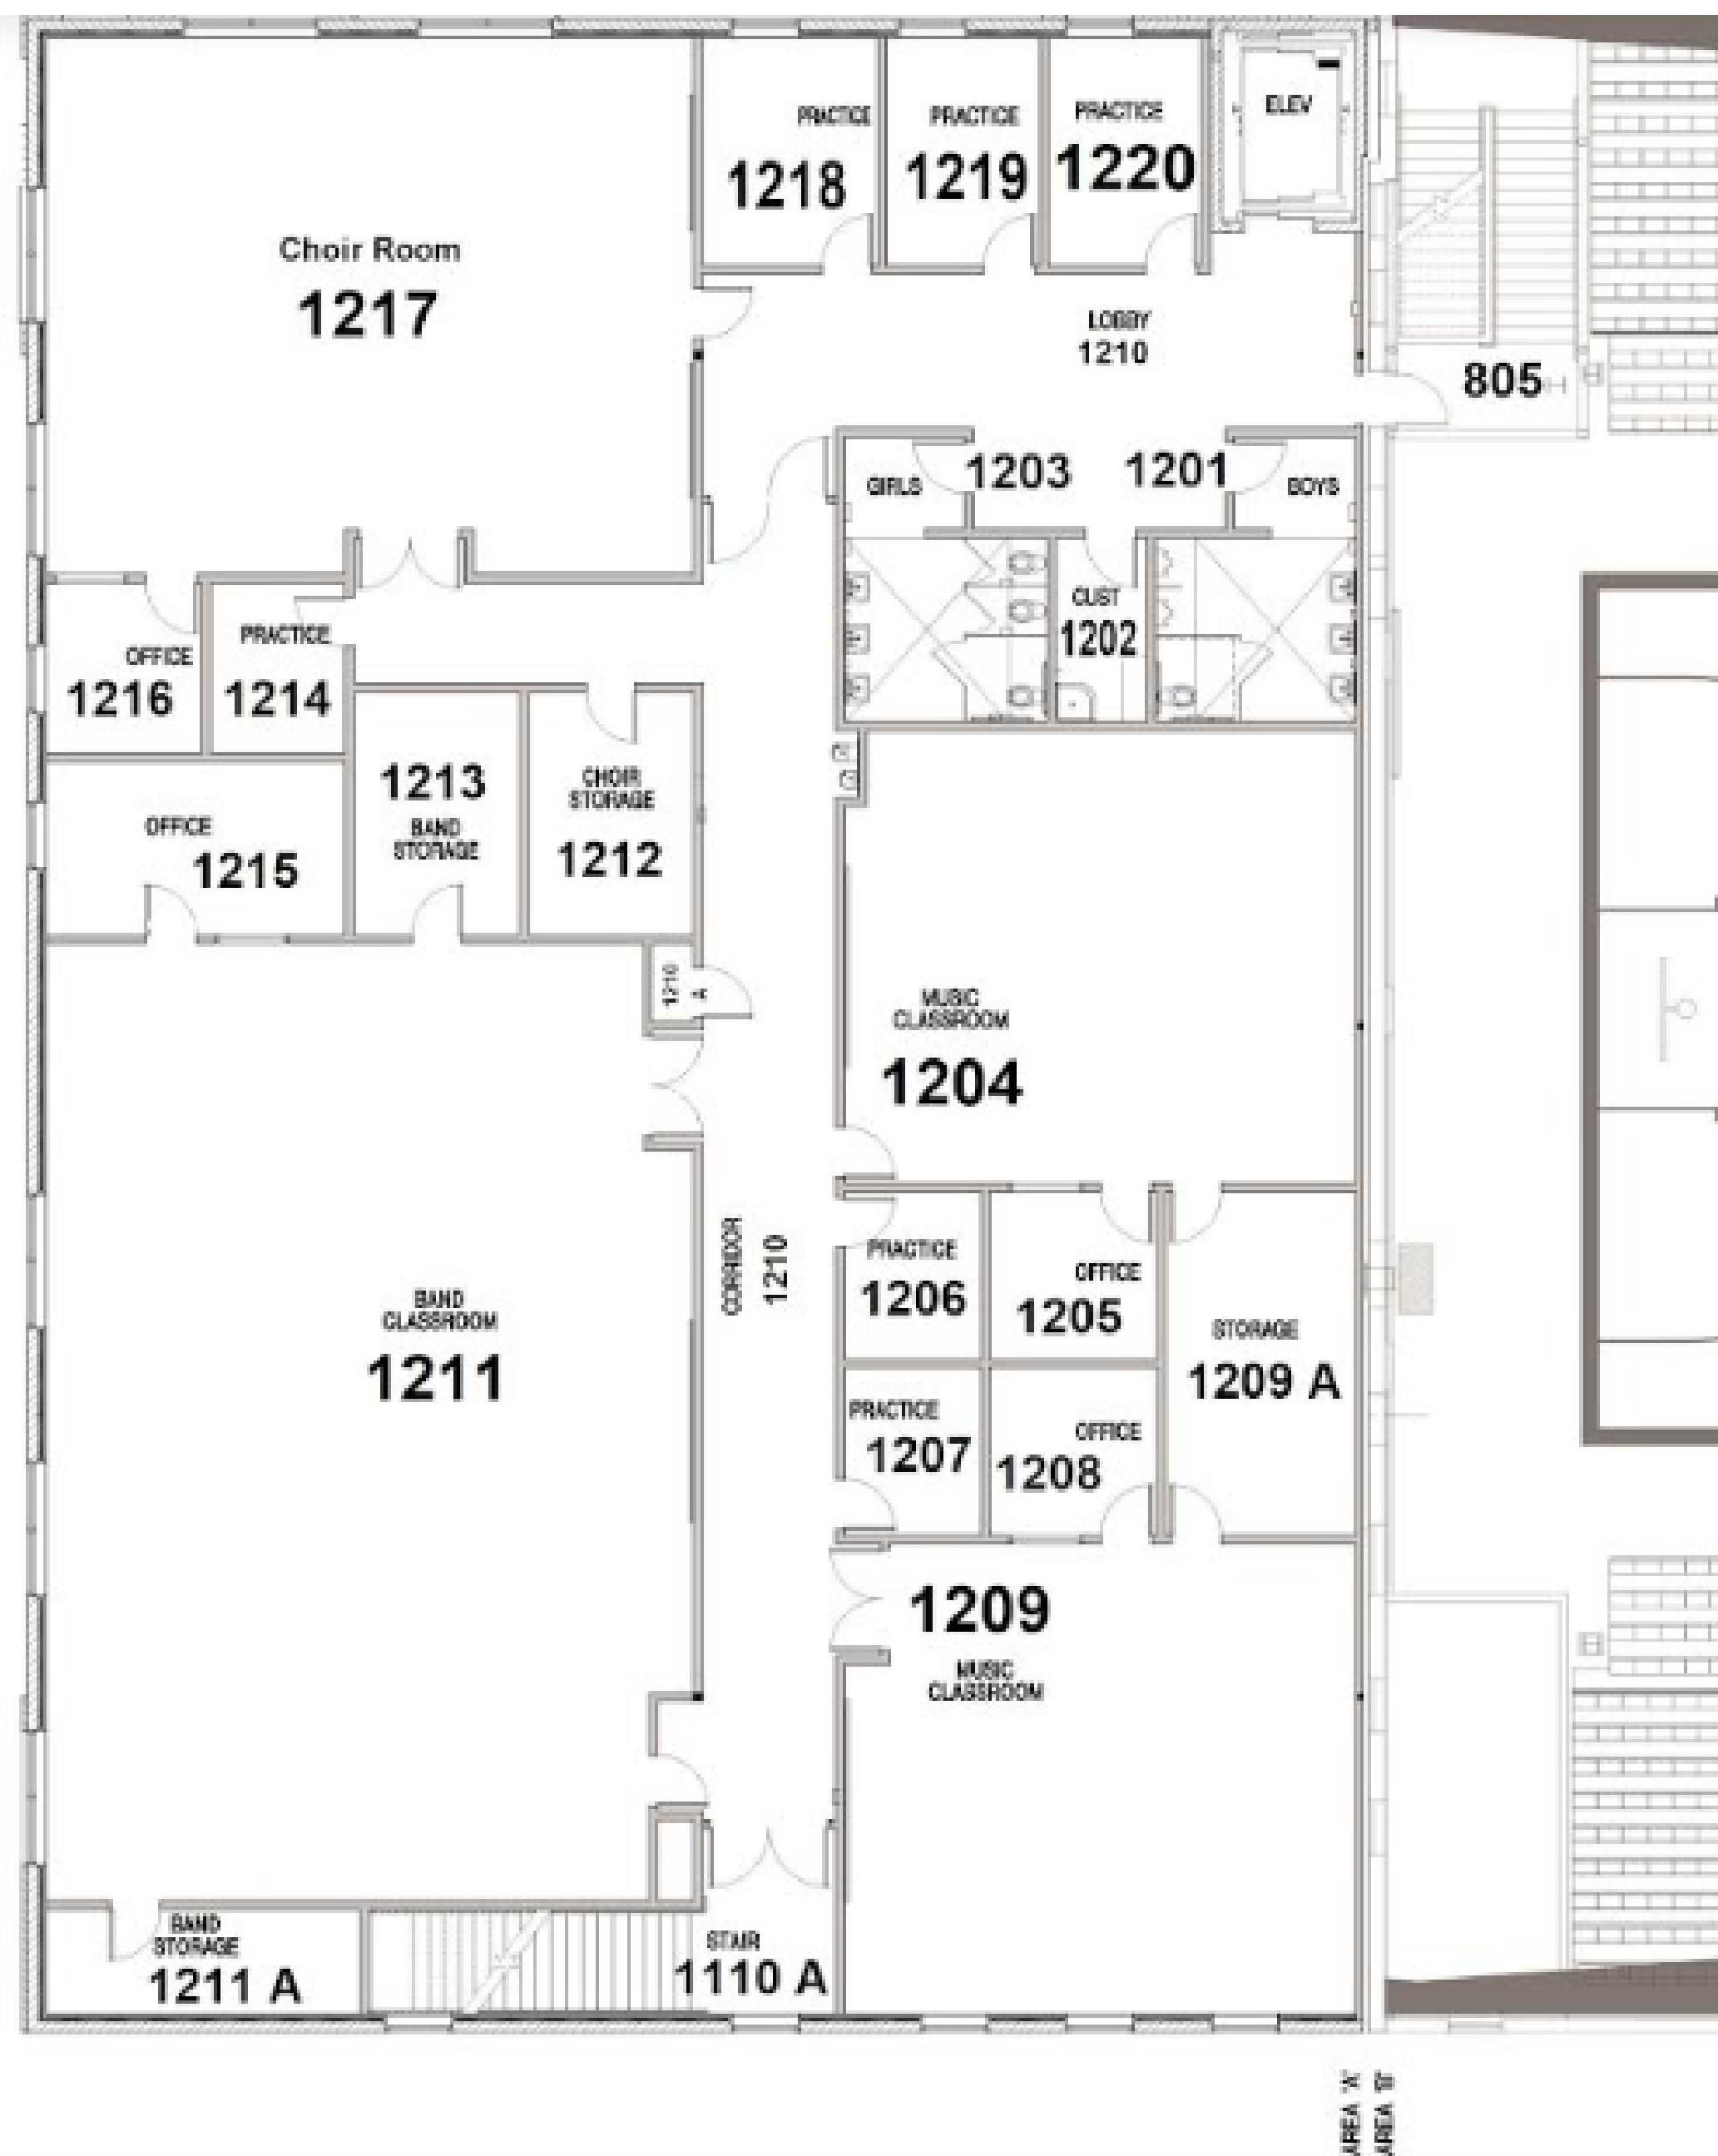 PRACTICE
1218
PRACTICE
1219
PRACTICE
1220
ELEV
Choir Room
1217
LOBBY
1210
805
GIRLS
1203
1201
BOYS
CUST
1202
OFFICE
1216
PRACTICE
1214
1213
BAND
STORAGE
CHOIR
STORAGE
1212
OFFICE
1215
1210
A
MUSIC
CLASSROOM
1204
CORRIDOR
1210
PRACTICE
1206
OFFICE
1205
STORAGE
1209 A
BAND
CLASSROOM
1211
PRACTICE
1207
OFFICE
1208
1209
MUSIC
CLASSROOM
BAND
STORAGE
1211 A
STAIR
1110 A
AREA 'A'
AREA 'B'